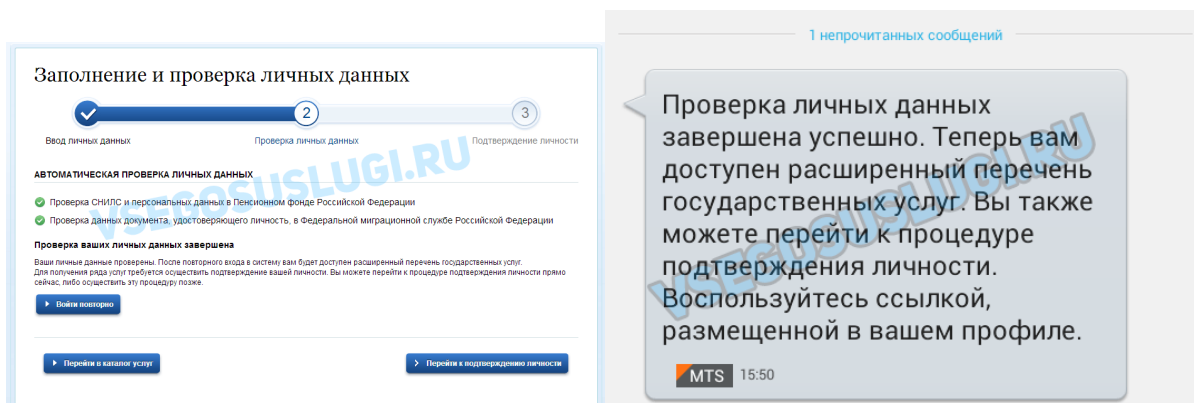 Заполнение и проверка личных данных
2
3
Ввод личных данных
Проверка личных данных
Подтверждение личности
АВТОМАТИЧЕСКАЯ ПРОВЕРКА ЛИЧНЫХ ДАННЫХ
Проверка СНИЛС и персональных данных в Пенсионном фонде Российской Федерации
Проверка данных документа, удостоверяющего личность, в Федеральной миграционной службе Российской Федерации
Проверка ваших личных данных завершена
Ваши личные данные проверены. После повторного входа в систему вам будет доступен расширенный перечень государственных услуг.
Для получения ряда услуг требуется осуществить подтверждение вашей личности. Вы можете перейти к процедуре подтверждения личности прямо
сейчас, либо осуществить эту процедуру позже.
Войти повторно
Перейти в каталог услуг
Перейти к подтверждению личности
VSEGOSUSLUGI.RU
1 непрочитанных сообщений
Проверка личных данных
завершена успешно. Теперь вам
доступен расширенный перечень
государственных услуг. Вы также
можете перейти к процедуре
подтверждения личности.
Воспользуйтесь ссылкой,
размещенной в вашем профиле.
MTS 15:50
VSEGOSUSLUGI.RU